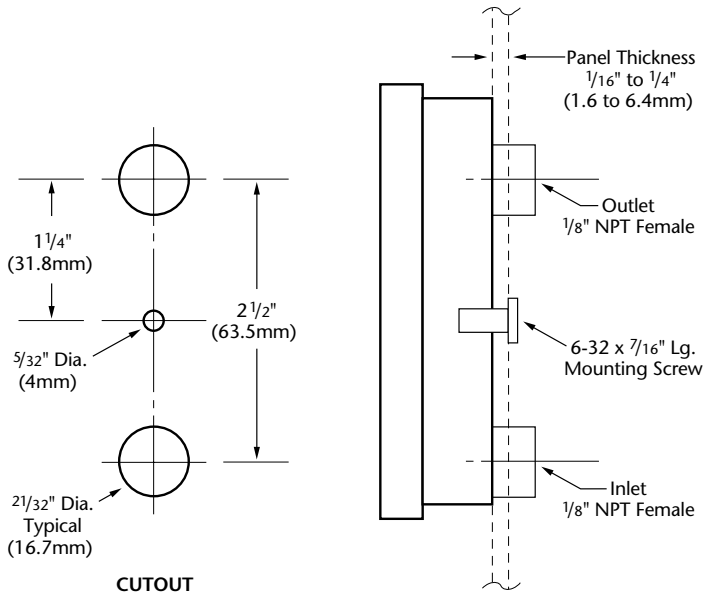 Panel Thickness
1/16" to 1/4"
(1.6 to 6.4mm)
Outlet
1/8" NPT Female
1 1/4"
(31.8mm)
2 1/2"
(63.5mm)
5/32" Dia.
(4mm)
6-32 x 7/16" Lg.
Mounting Screw
21/32" Dia.
Typical
(16.7mm)
Inlet
1/8" NPT Female
CUTOUT